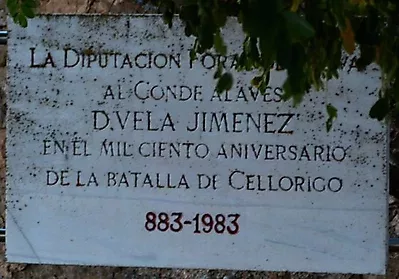 LA DIPUTACION FORAL
AL CONDE ALAVES
D.VELA JIMENEZ
EN EL MIL CIENTO ANIVERSARIO
DE LA BATALLA DE CELLORIGO
883-1983